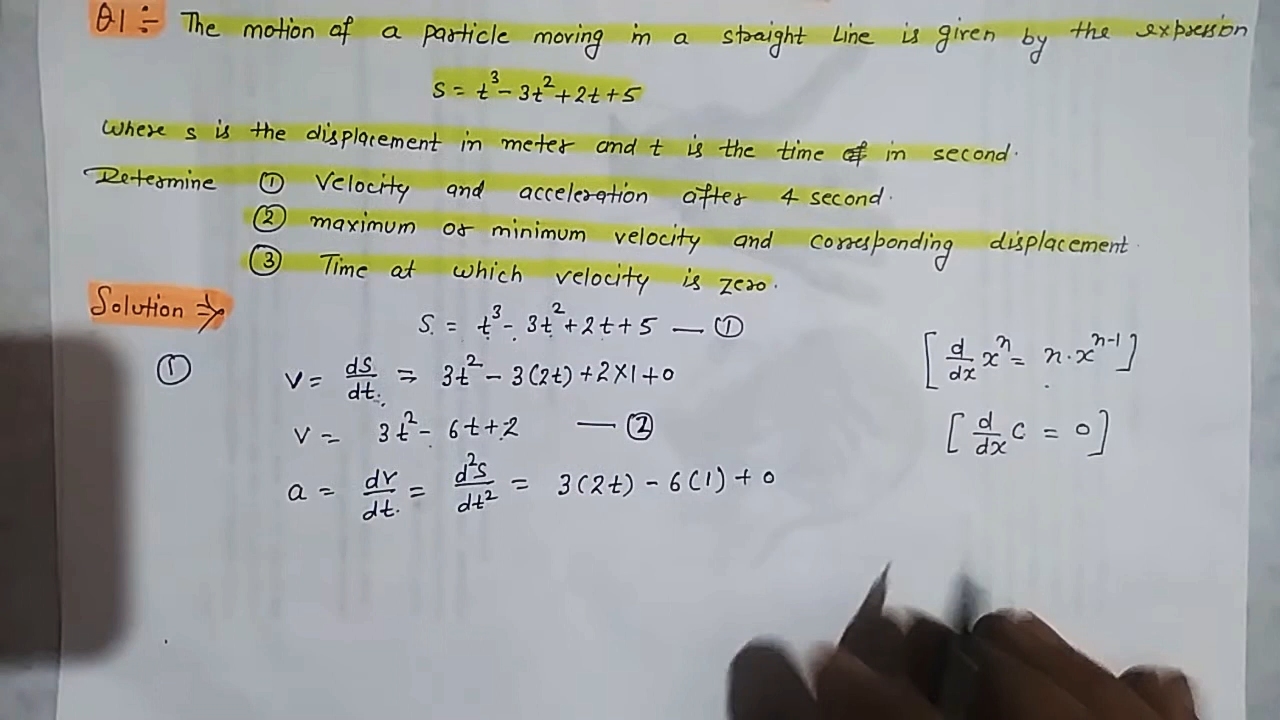 Q1 ÷ The motion of a particle moving in a straight Line is given by the expression
s = t³ - 3t² + 2t + 5
where s is the displacement in meter and t is the time of in second.
Determine ① Velocity and acceleration after 4 second.
② maximum or minimum velocity and corresponding displacement.
③ Time at which velocity is zero.
Solution ⇒
S = t³ - 3t² + 2t + 5 — ①
① v = ds/dt ⇒ 3t² - 3(2t) + 2×1 + 0
[d/dx xⁿ = n·xⁿ⁻¹]
v = 3t² - 6t + 2 — ②
[d/dx c = 0]
a = dv/dt = d²s/dt² = 3(2t) - 6(1) + 0